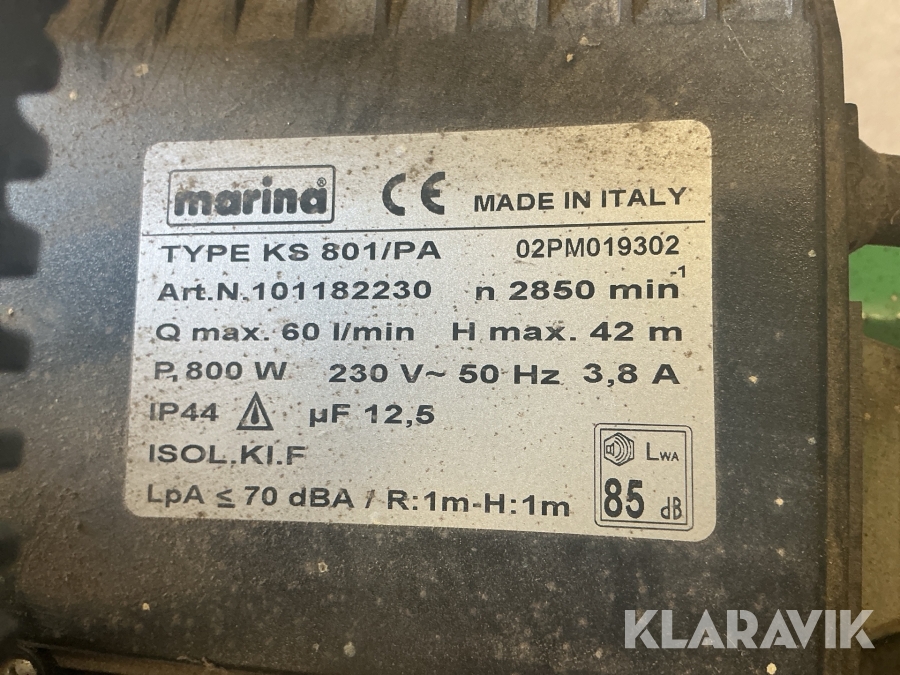 marina® CE MADE IN ITALY
TYPE KS 801/PA 02PM019302
Art.N.101182230 n 2850 min-1
Q max. 60 l/min H max. 42 m
P, 800 W 230 V~ 50 Hz 3,8 A
IP44 µF 12,5
ISOL.KI.F
LWA
LpA ≤ 70 dBA / R:1m-H:1m
85 dB
KLARAVIK